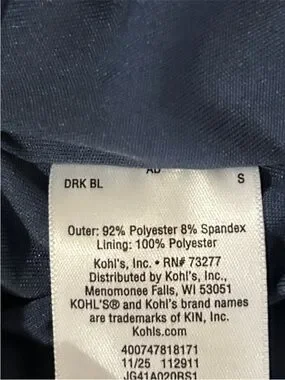 DRK BL S
Outer: 92% Polyester 8% Spandex
Lining: 100% Polyester
Kohl's, Inc. • RN# 73277
Distributed by Kohl's, Inc.,
Menomonee Falls, WI 53051
KOHL'S® and Kohl's brand names
are trademarks of KIN, Inc.
Kohls.com
400747818171
11/25 112911
JG41A020RS1